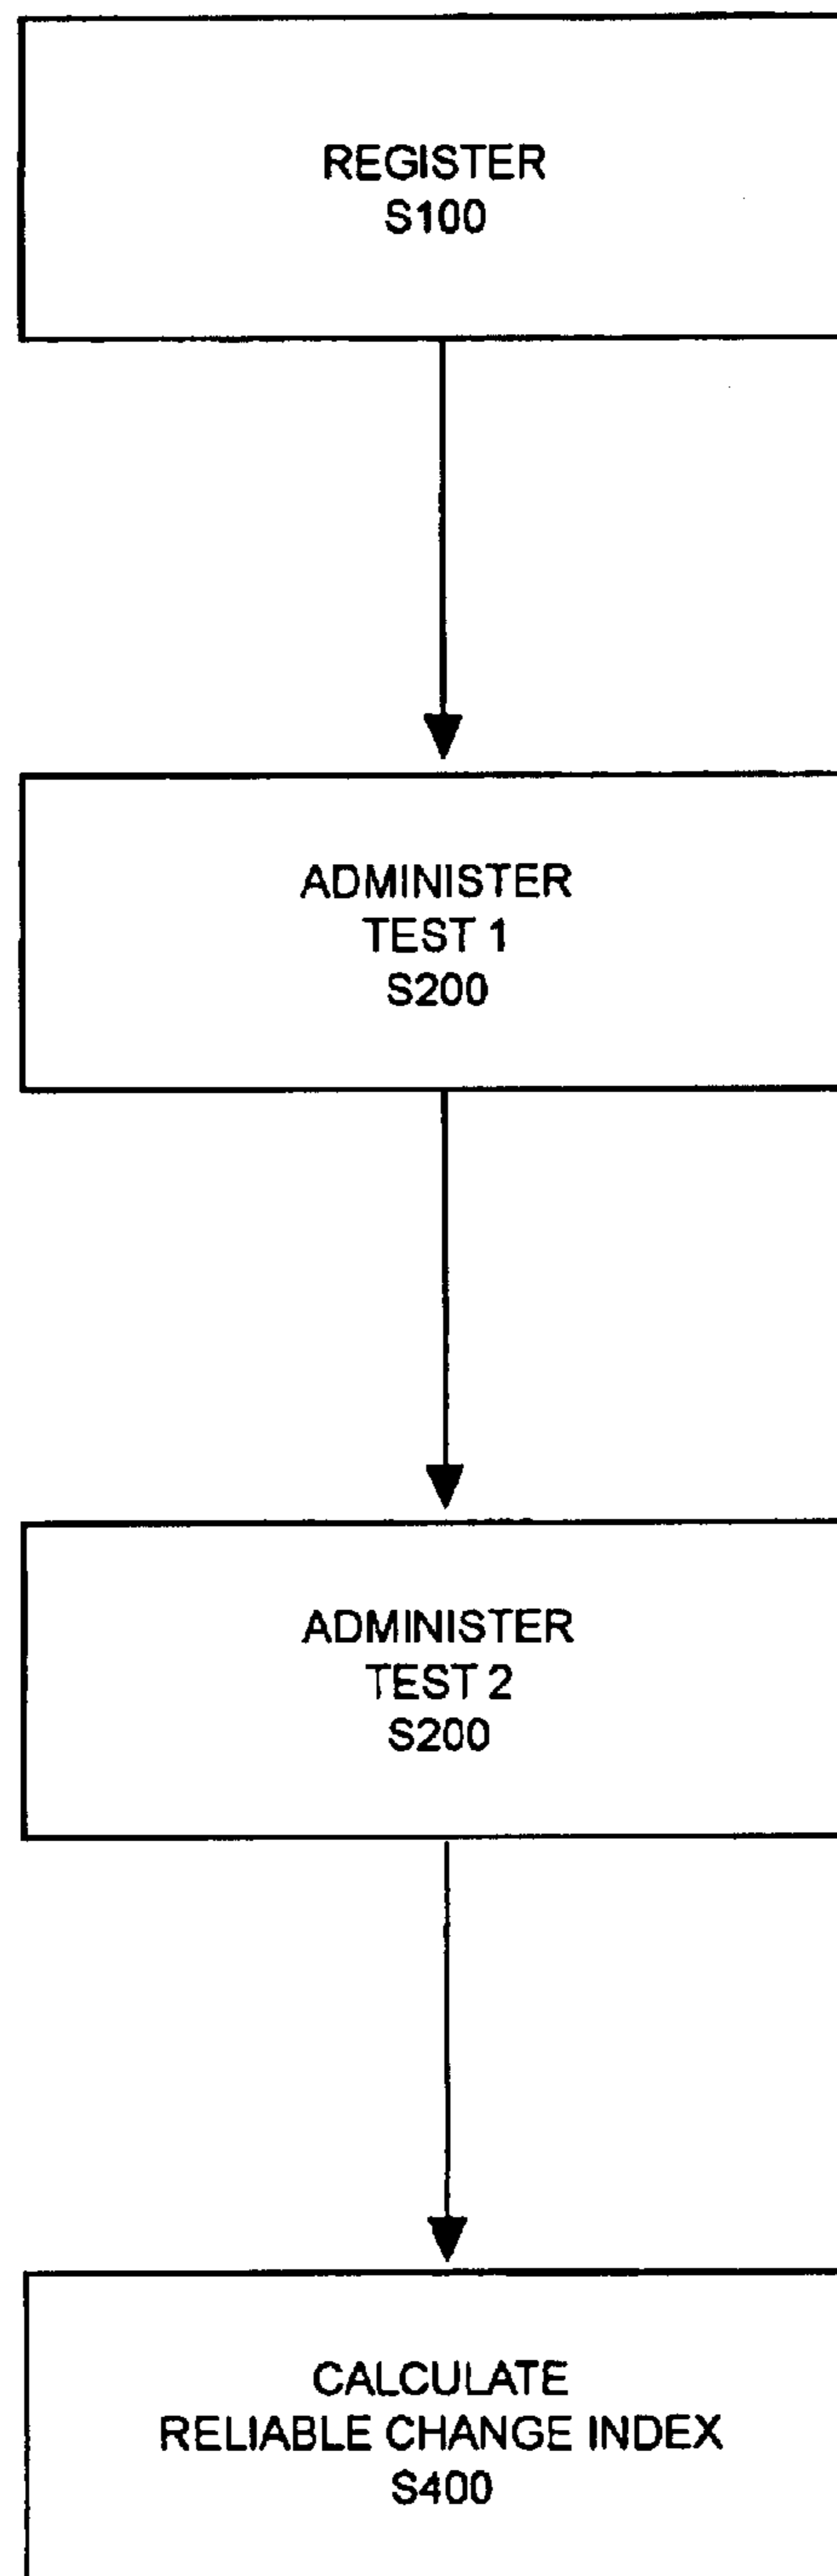 REGISTER
S100
ADMINISTER
TEST 1
S200
ADMINISTER
TEST 2
S200
CALCULATE
RELIABLE CHANGE INDEX
S400